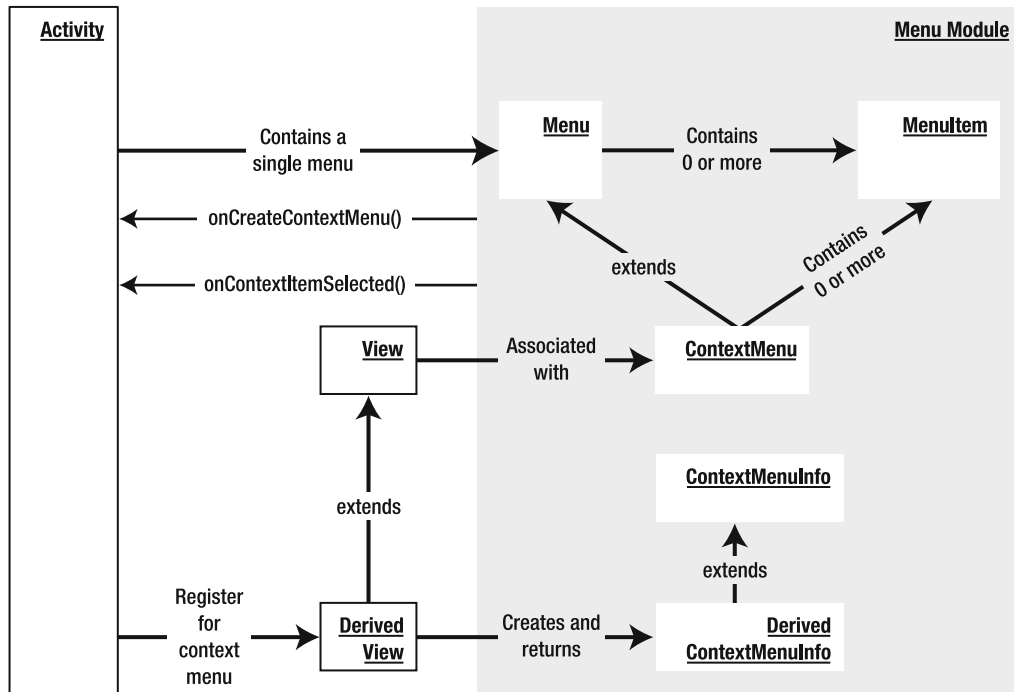 Activity
Menu Module
Contains a
single menu
Menu
Contains
0 or more
MenuItem
onCreateContextMenu()
onContextItemSelected()
extends
Contains
0 or more
View
Associated
with
ContextMenu
extends
ContextMenuInfo
extends
Register
for
context
menu
Derived
View
Creates and
returns
Derived
ContextMenuInfo